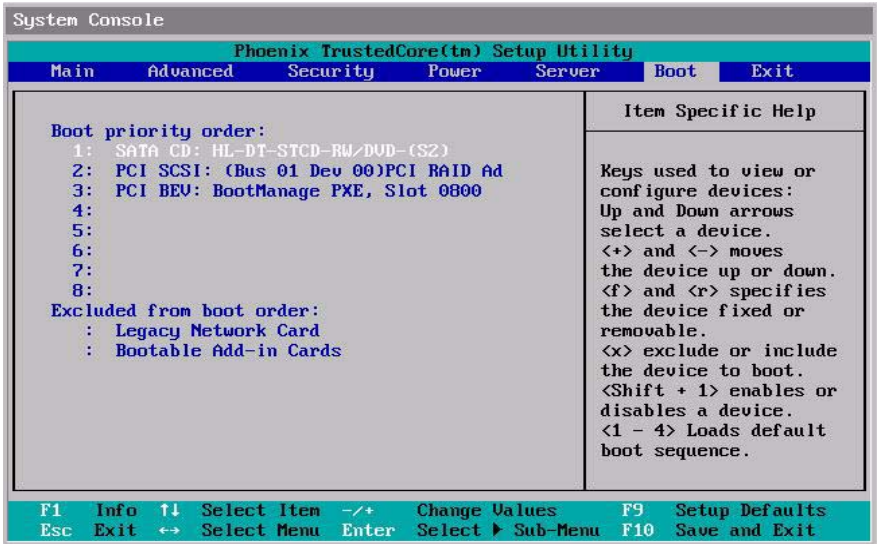 System Console
Phoenix TrustedCore(tm) Setup Utility
Main Advanced Security Power Server Boot Exit
Boot priority order:
1: SATA CD: HL-DT-STCD-RW/DVD-(S2)
2: PCI SCSI: (Bus 01 Dev 00)PCI RAID Ad
3: PCI BEV: BootManage PXE, Slot 0800
4:
5:
6:
7:
8:
Excluded from boot order:
: Legacy Network Card
: Bootable Add-in Cards
Item Specific Help
Keys used to view or
configure devices:
Up and Down arrows
select a device.
<+> and <-> moves
the device up or down.
<f> and <r> specifies
the device fixed or
removable.
<x> exclude or include
the device to boot.
<Shift + 1> enables or
disables a device.
<1 - 4> Loads default
boot sequence.
F1 Info ↑↓ Select Item -/+ Change Values F9 Setup Defaults
Esc Exit ↔ Select Menu Enter Select ▶ Sub-Menu F10 Save and Exit